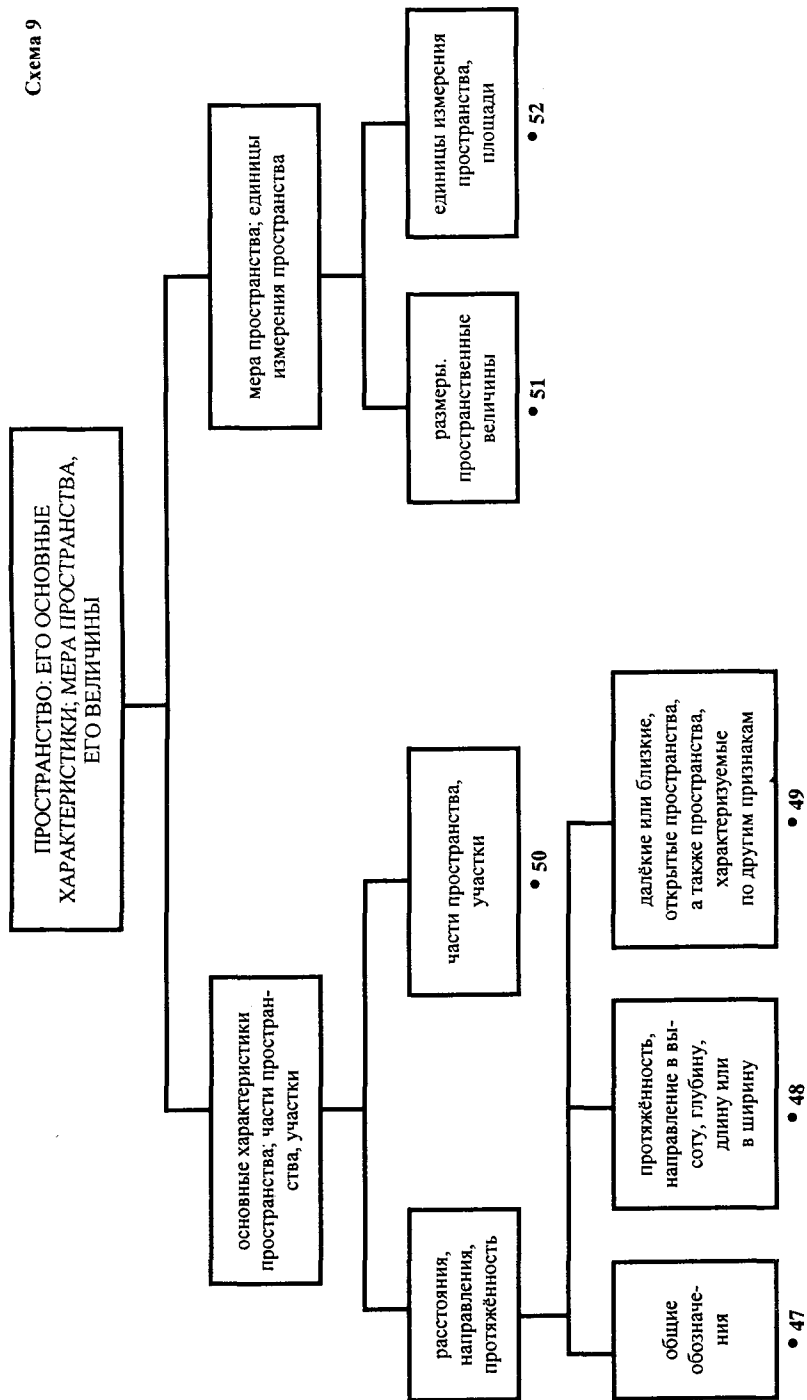 Схема 9
ПРОСТРАНСТВО: ЕГО ОСНОВНЫЕ
ХАРАКТЕРИСТИКИ; МЕРА ПРОСТРАНСТВА,
ЕГО ВЕЛИЧИНЫ
основные характеристики
пространства; части простран-
ства, участки
мера пространства; единицы
измерения пространства
расстояния,
направления,
протяжённость
части пространства,
участки
• 50
размеры.
пространственные
величины
• 51
единицы измерения
пространства,
площади
• 52
общие
обозначе-
ния
• 47
протяжённость,
направление в вы-
соту, глубину,
длину или
в ширину
• 48
далёкие или близкие,
открытые пространства,
а также пространства,
характеризуемые
по другим признакам
• 49